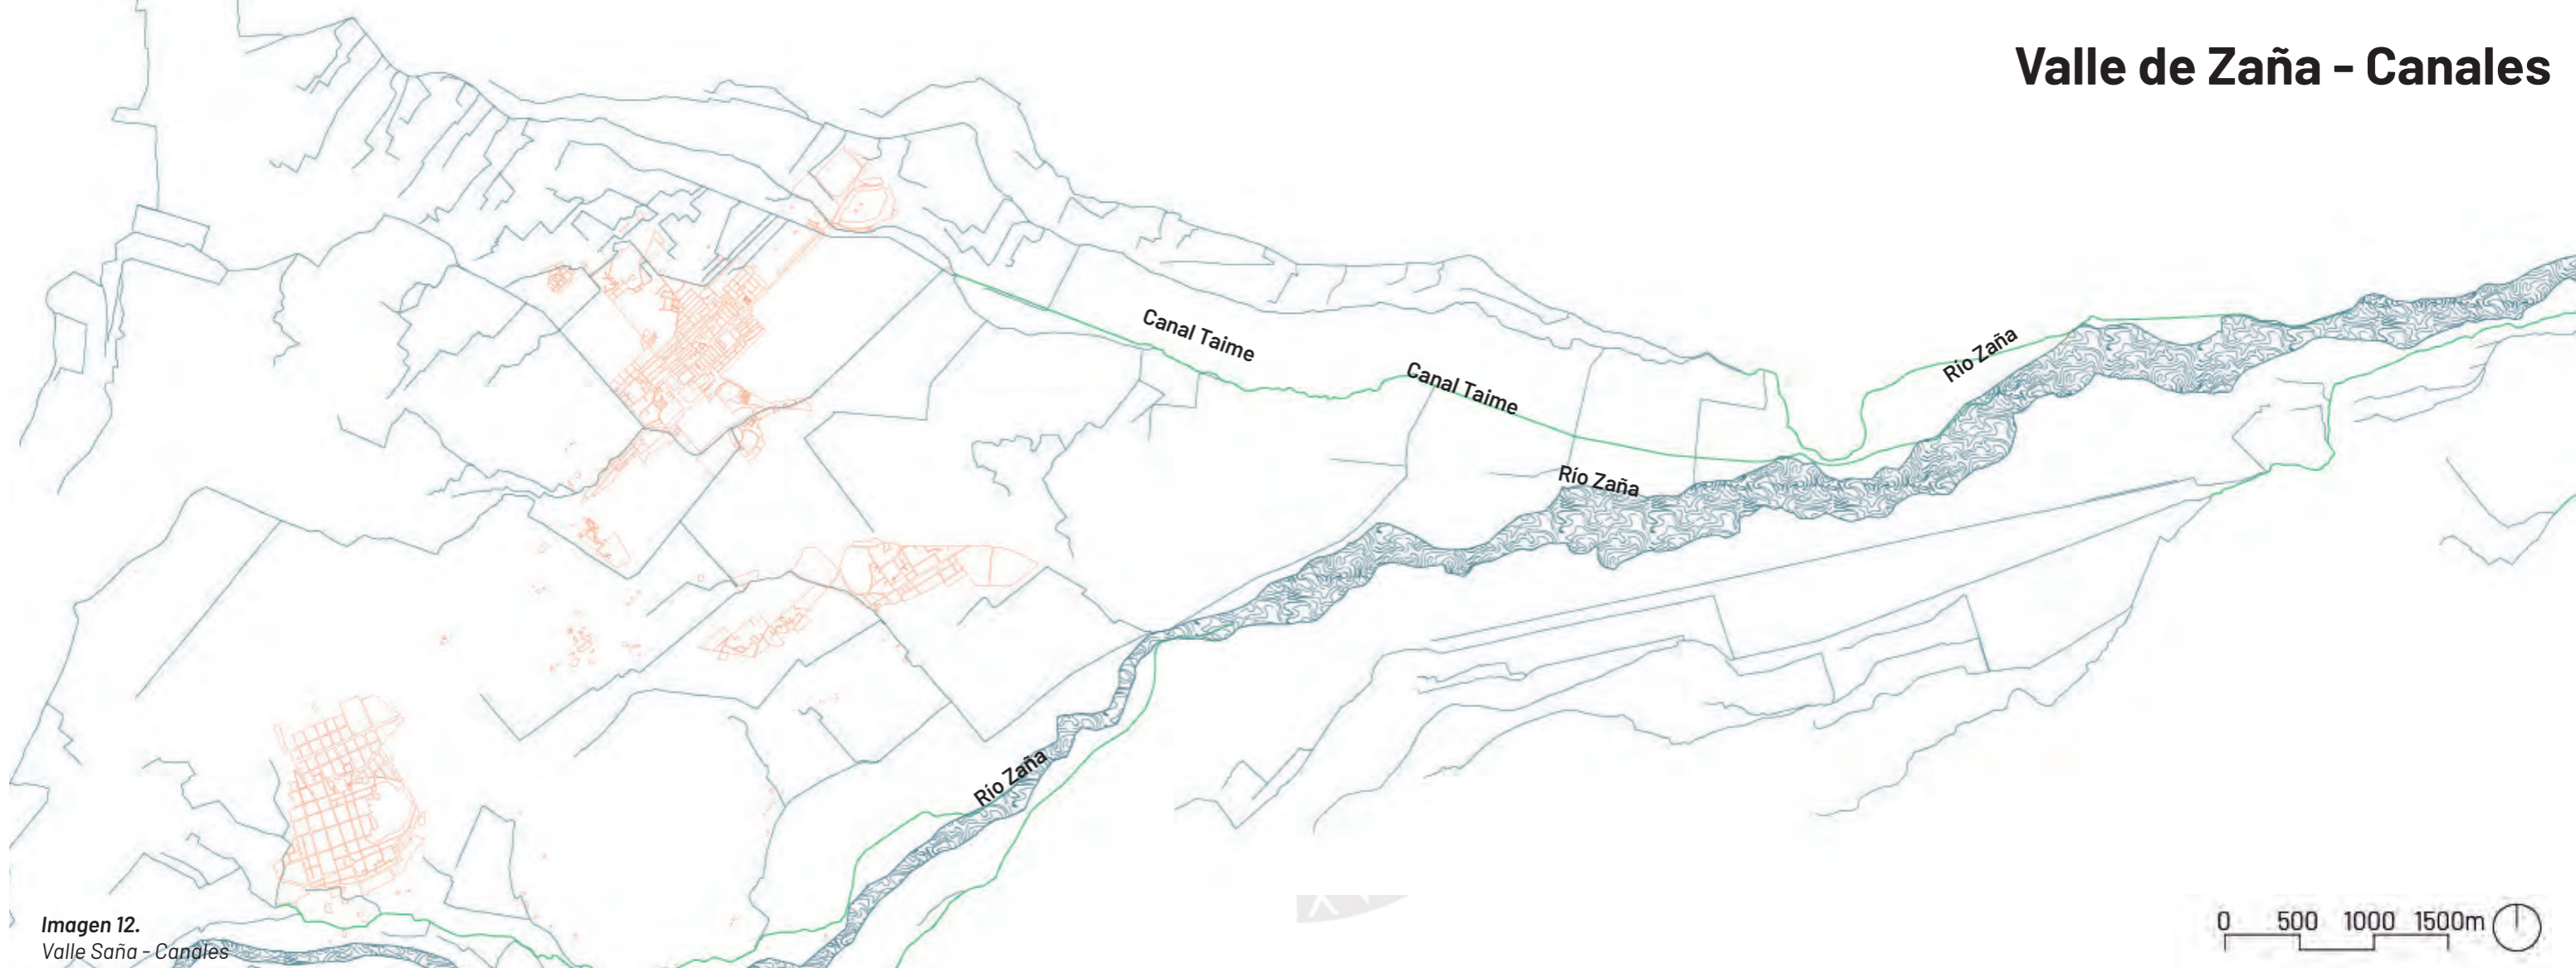 Valle de Zaña - Canales
Canal Taime
Canal Taime
Río Zaña
Río Zaña
Río Zaña
Imagen 12.
Valle Saña - Canales
0 500 1000 1500m